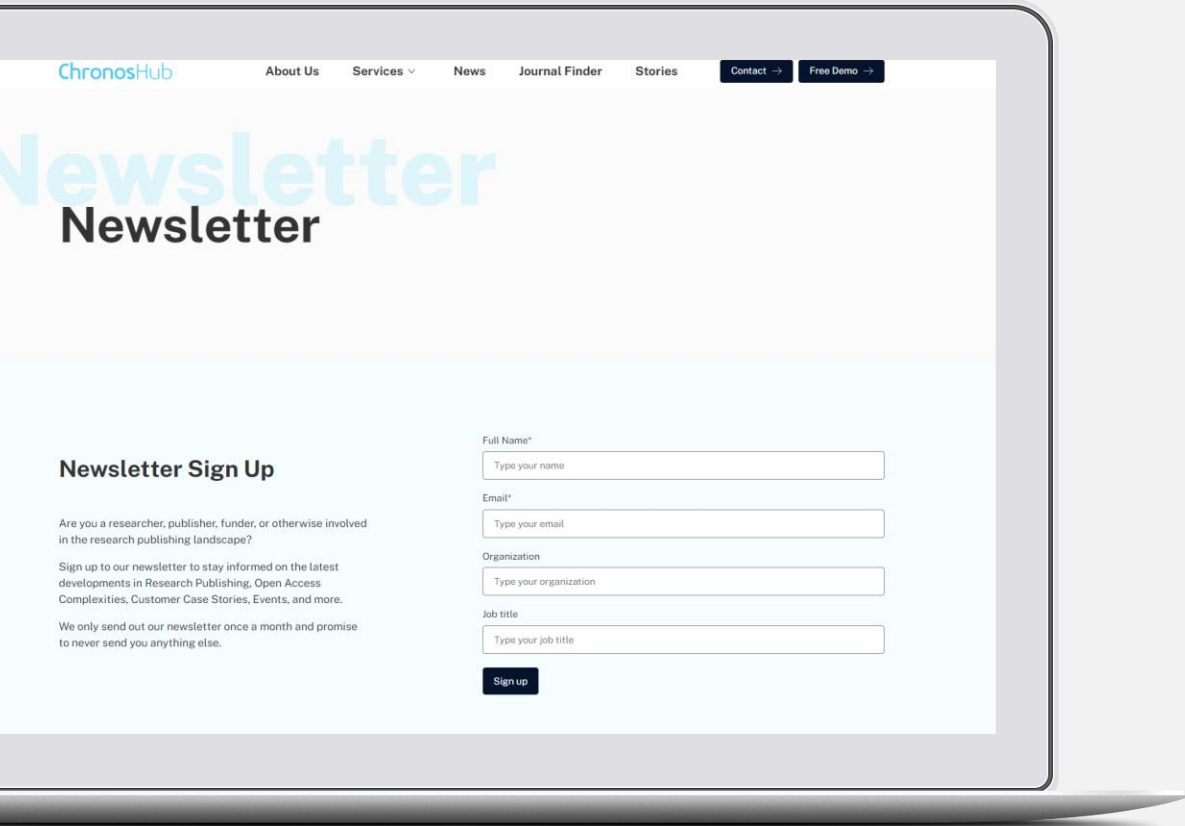 ChronosHub
About Us
Services
News
Journal Finder
Stories
Contact →
Free Demo →
Newsletter
Newsletter
Newsletter Sign Up
Are you a researcher, publisher, funder, or otherwise involved
in the research publishing landscape?
Sign up to our newsletter to stay informed on the latest
developments in Research Publishing, Open Access
Complexities, Customer Case Stories, Events, and more.
We only send out our newsletter once a month and promise
to never send you anything else.
Full Name*
Type your name
Email*
Type your email
Organization
Type your organization
Job title
Type your job title
Sign up